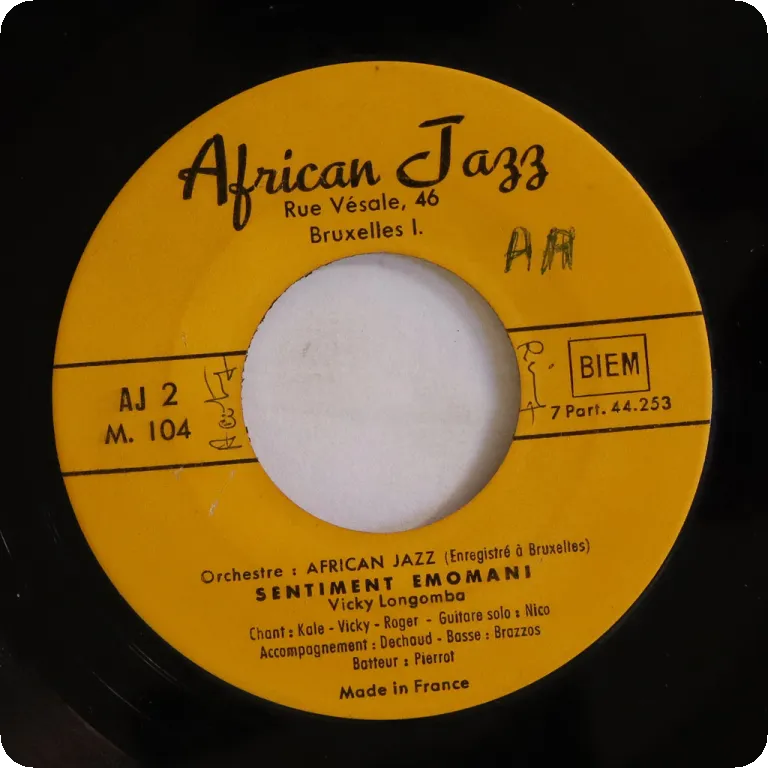 African Jazz
Rue Vésale, 46
Bruxelles I.
AA
AJ 2
M. 104
BIEM
7 Part. 44.253
Orchestre : AFRICAN JAZZ (Enregistré à Bruxelles)
SENTIMENT EMOMANI
Vicky Longomba
Chant : Kale - Vicky - Roger - Guitare solo : Nico
Accompagnement : Dechaud - Basse : Brazzos
Batteur : Pierrot
Made in France